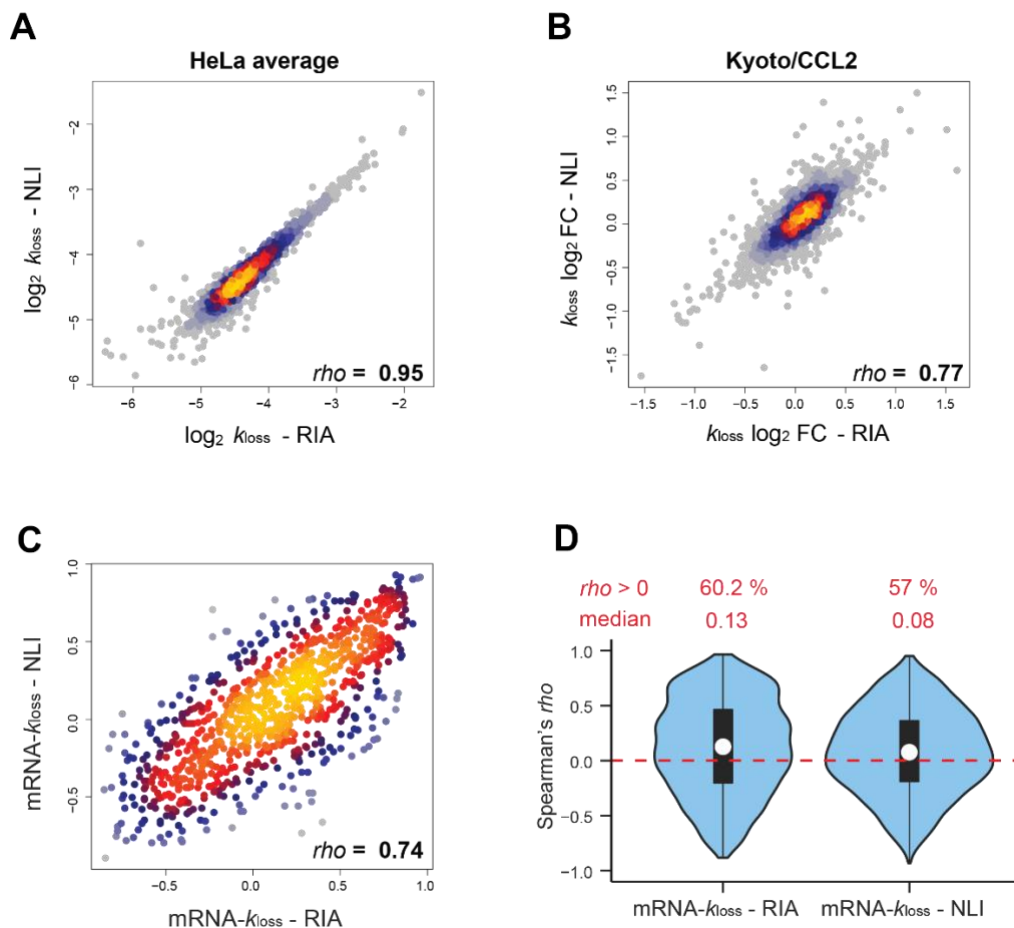 A
HeLa average
log₂ kloss - NLI
−2
−3
−4
−5
−6
rho = 0.95
−6 −5 −4 −3 −2
log₂ kloss - RIA
B
Kyoto/CCL2
kloss log₂ FC - NLI
1.5
1.0
0.5
0.0
−0.5
−1.0
−1.5
rho = 0.77
−1.5 −1.0 −0.5 0.0 0.5 1.0 1.5
kloss log₂ FC - RIA
C
mRNA-kloss - NLI
1.0
0.5
0.0
−0.5
rho = 0.74
−0.5 0.0 0.5 1.0
mRNA-kloss - RIA
D
rho > 0 60.2 % 57 %
median 0.13 0.08
Spearman's rho
1.0
0.5
0.0
−0.5
−1.0
mRNA-kloss - RIA mRNA-kloss - NLI